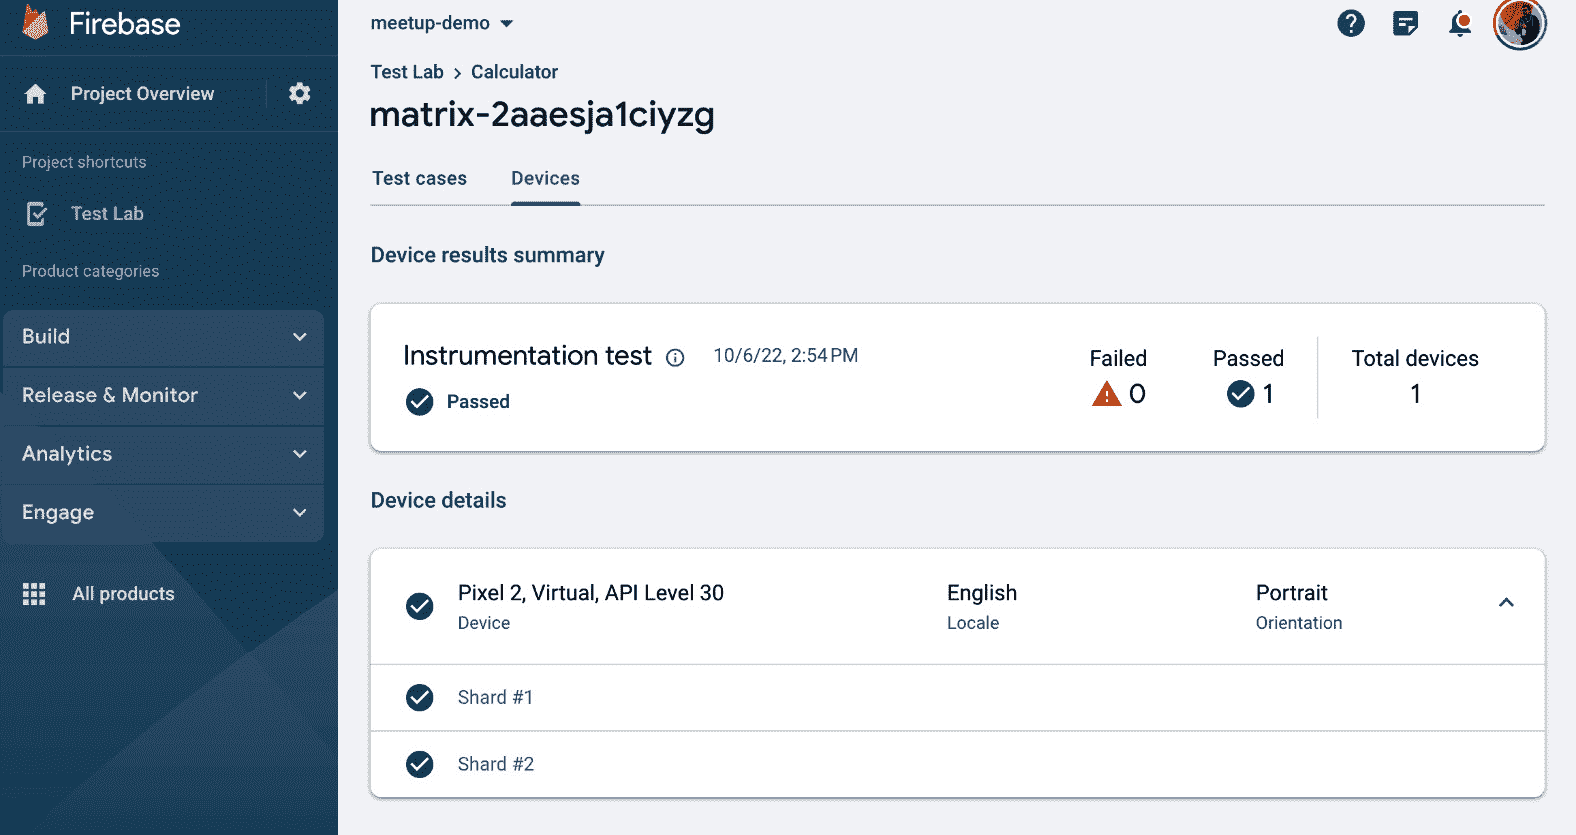 Firebase
Project Overview
Project shortcuts
Test Lab
Product categories
Build
Release & Monitor
Analytics
Engage
All products
meetup-demo
Test Lab > Calculator
matrix-2aaesja1ciyzg
Test cases Devices
Device results summary
Instrumentation test 10/6/22, 2:54 PM
Passed
Failed Passed Total devices
0 1 1
Device details
Pixel 2, Virtual, API Level 30 English Portrait
Device Locale Orientation
Shard #1
Shard #2